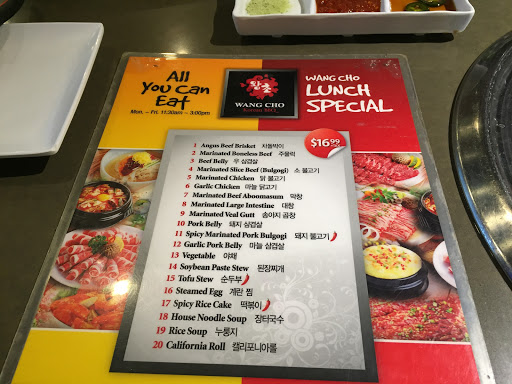 All
You Can
Eat
Mon. – Fri. 11:30am – 3:00pm
왕초
WANG CHO
Korean BBQ
WANG CHO
LUNCH
SPECIAL
$16.99
1 Angus Beef Brisket 차돌박이
2 Marinated Boneless Beef 주물럭
3 Beef Belly 우 삼겹살
4 Marinated Slice Beef (Bulgogi) 소 불고기
5 Marinated Chicken 닭 불고기
6 Garlic Chicken 마늘 닭고기
7 Marinated Beef Aboomasum 막창
8 Marinated Large Intestine 대창
9 Marinated Veal Gutt 송아지 곱창
10 Pork Belly 돼지 삼겹살
11 Spicy Marinated Pork Bulgogi 돼지 불고기
12 Garlic Pork Belly 마늘 삼겹살
13 Vegetable 야채
14 Soybean Paste Stew 된장찌개
15 Tofu Stew 순두부
16 Steamed Egg 계란 찜
17 Spicy Rice Cake 떡볶이
18 House Noodle Soup 장터국수
19 Rice Soup 누룽지
20 California Roll 캘리포니아롤